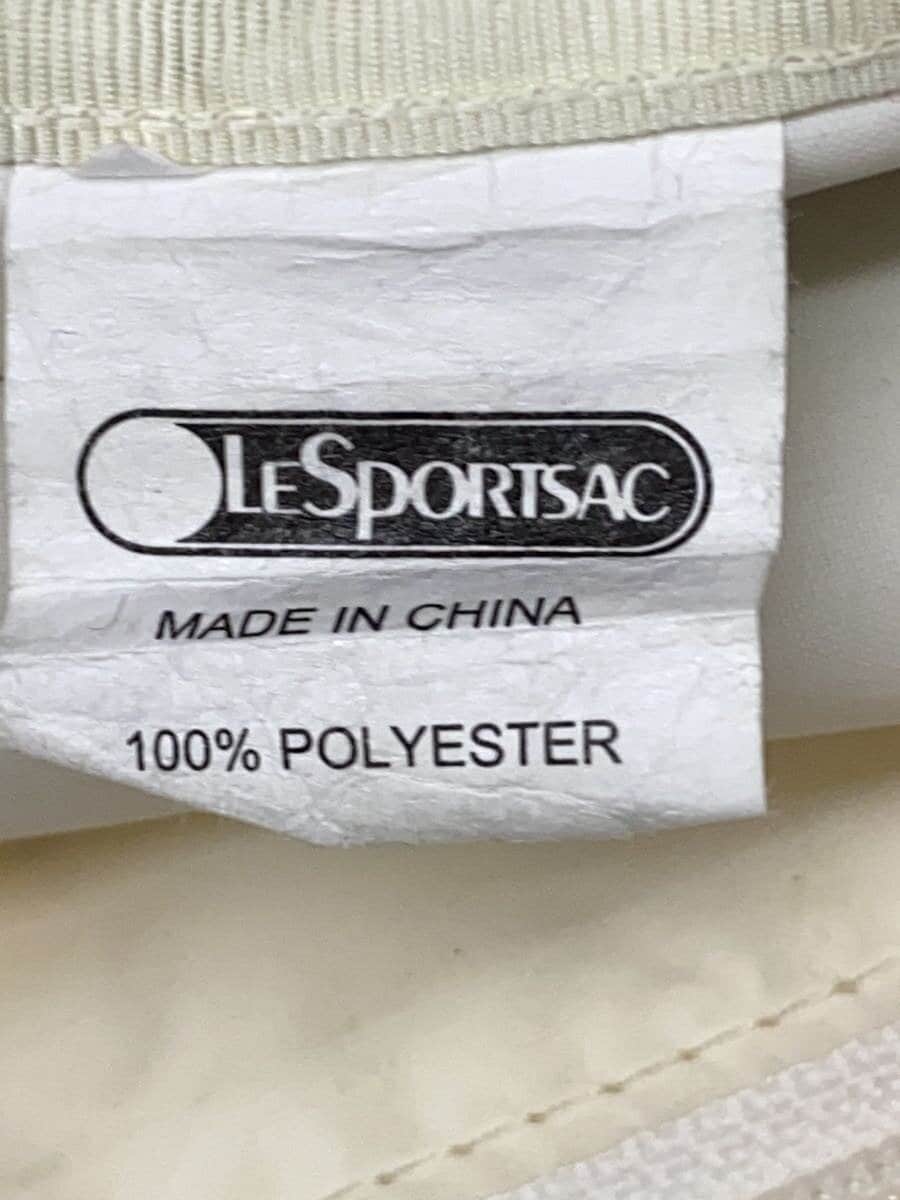 LESPORTSAC
MADE IN CHINA
100% POLYESTER